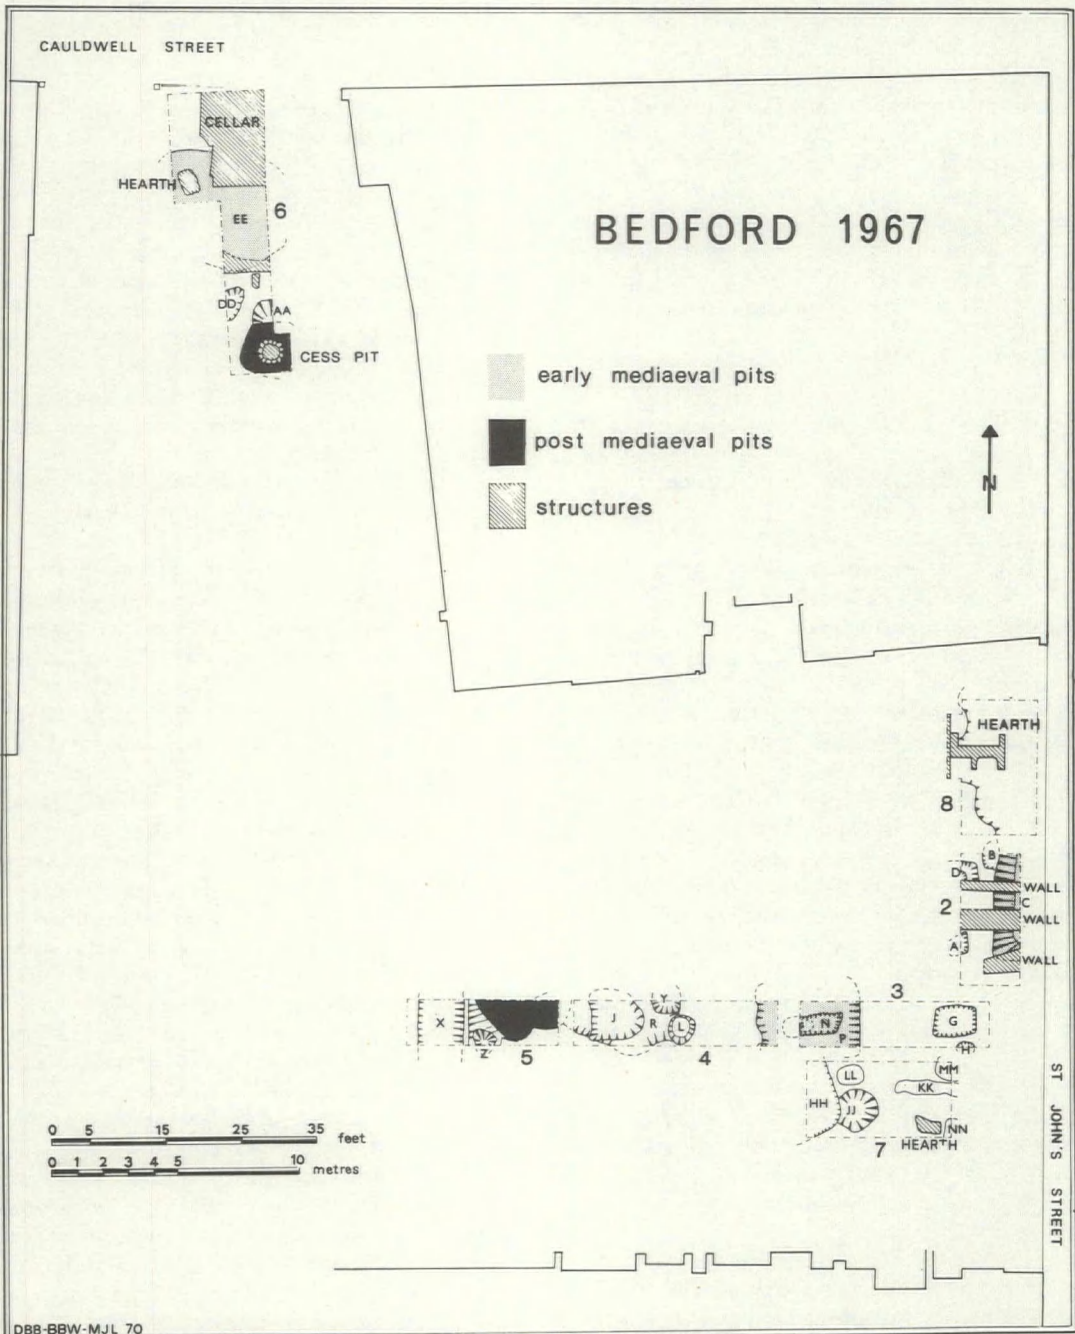 CAULDWELL STREET
CELLAR
HEARTH
EE
6
BEDFORD 1967
DD
AA
CESS PIT
early mediaeval pits
post mediaeval pits
structures
N
HEARTH
8
B
D
WALL
C
2
WALL
A
WALL
3
X
Z
5
J
Y
R
L
4
N
P
G
H
LL
MM
KK
HH
JJ
NN
HEARTH
7
0 5 15 25 35 feet
0 1 2 3 4 5 10 metres
ST JOHN'S STREET
DBB-BBW-MJL 70